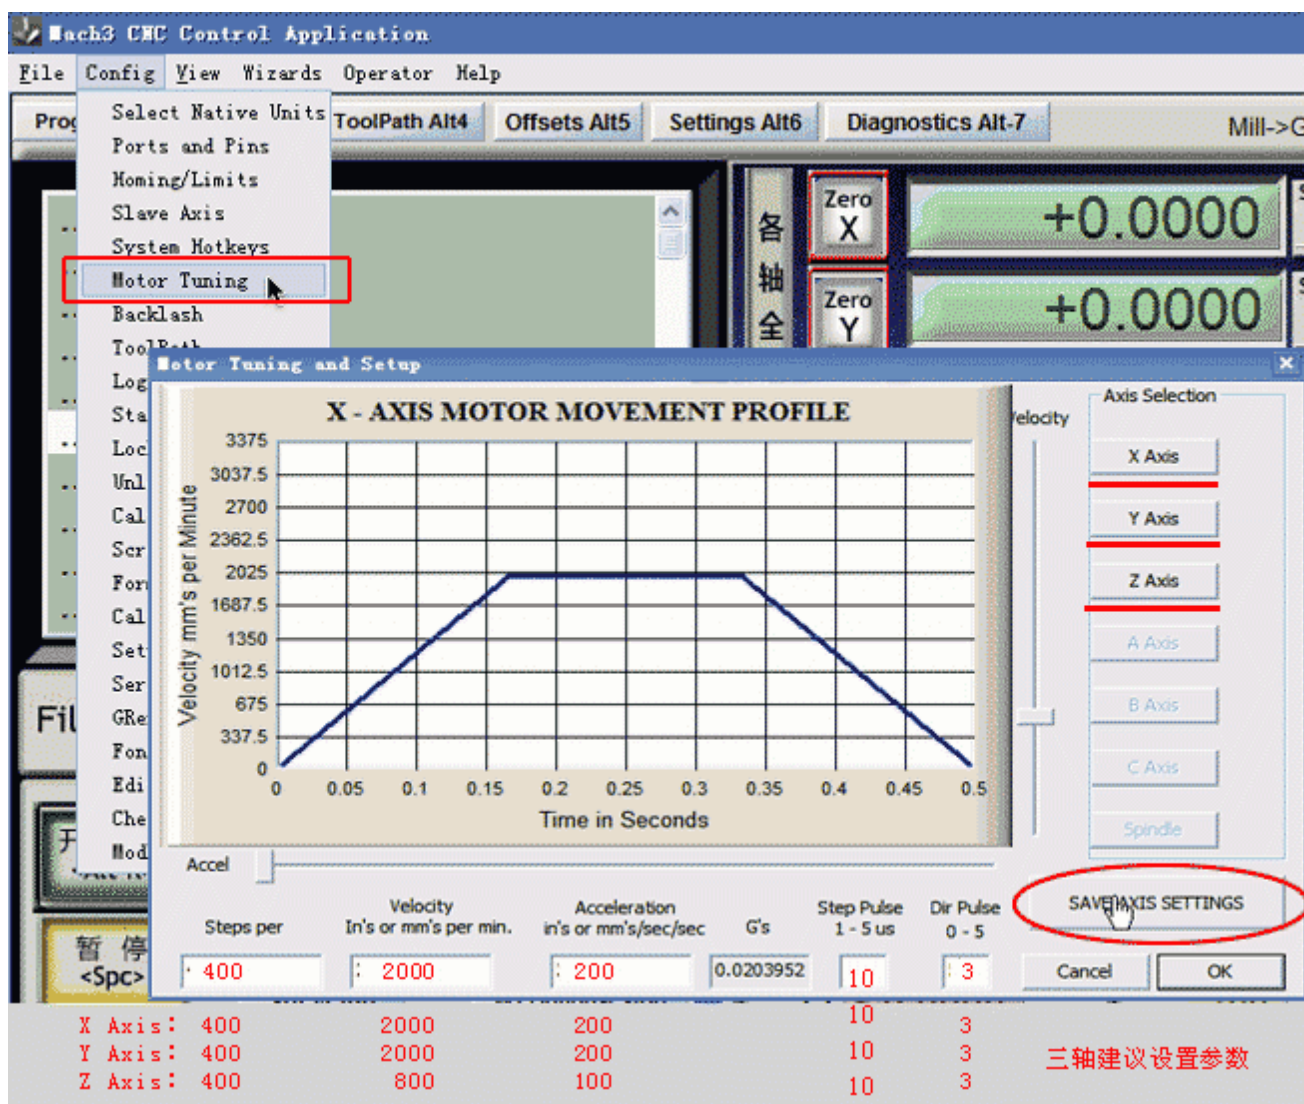 Mach3 CNC Control Application
File Config View Wizards Operator Help
Select Native Units
Ports and Pins
Homing/Limits
Slave Axis
System Hotkeys
Motor Tuning
Backlash
ToolPath
ToolPath Alt4 Offsets Alt5 Settings Alt6 Diagnostics Alt-7
Mill->G
各
轴
全
Zero X +0.0000
Zero Y +0.0000
Motor Tuning and Setup
X - AXIS MOTOR MOVEMENT PROFILE
Velocity mm's per Minute
3375
3037.5
2700
2362.5
2025
1687.5
1350
1012.5
675
337.5
0
0 0.05 0.1 0.15 0.2 0.25 0.3 0.35 0.4 0.45 0.5
Time in Seconds
Accel
elocity
Axis Selection
X Axis
Y Axis
Z Axis
A Axis
B Axis
C Axis
Spindle
SAVE AXIS SETTINGS
Steps per
Velocity
In's or mm's per min.
Acceleration
in's or mm's/sec/sec
G's
Step Pulse
1 - 5 us
Dir Pulse
0 - 5
400 2000 200 0.0203952 10 3
Cancel OK
暂 停
<Spc>
X Axis: 400 2000 200 10 3
Y Axis: 400 2000 200 10 3
Z Axis: 400 800 100 10 3
三轴建议设置参数